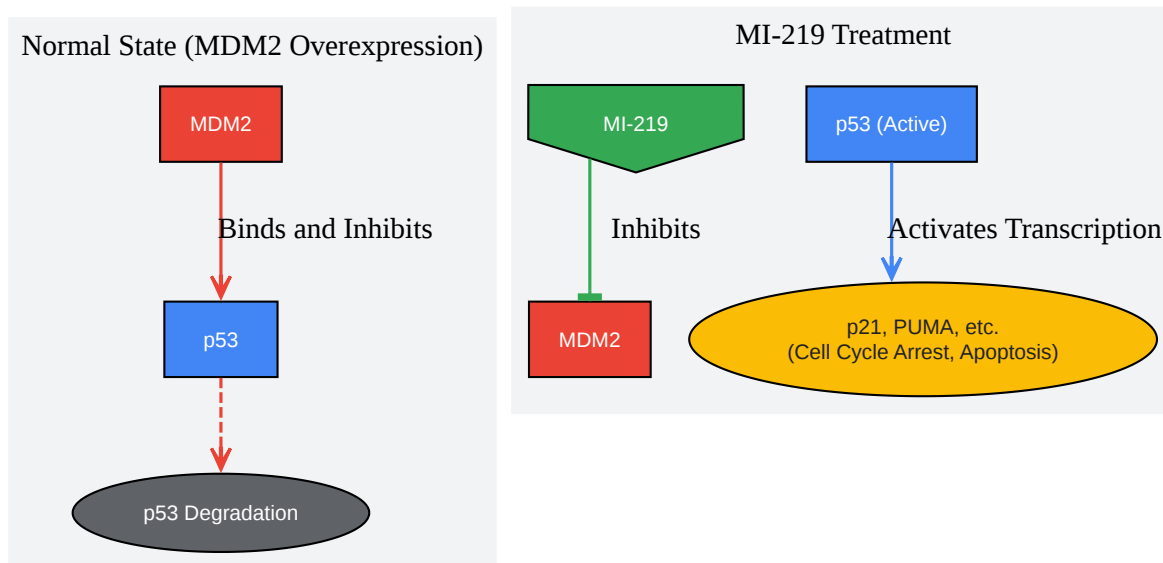 Normal State (MDM2 Overexpression)
MDM2
Binds and Inhibits
p53
p53 Degradation
MI-219 Treatment
MI-219
p53 (Active)
Inhibits
Activates Transcription
MDM2
p21, PUMA, etc.
(Cell Cycle Arrest, Apoptosis)